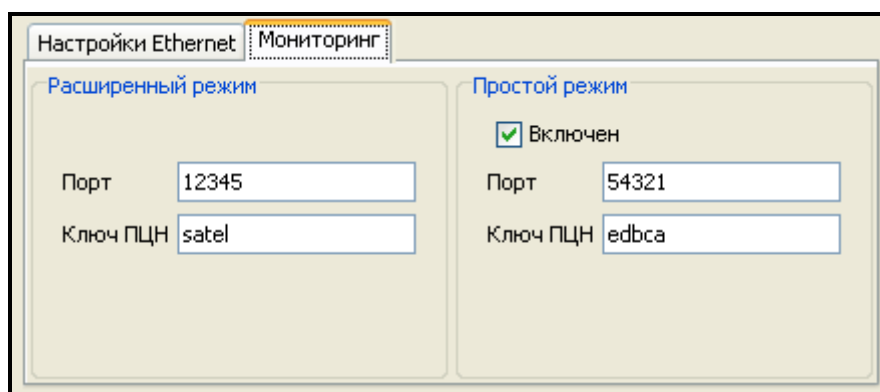 Настройки Ethernet Мониторинг
Расширенный режим Простой режим
Включен
Порт 12345 Порт 54321
Ключ ПЦН satel Ключ ПЦН edbca